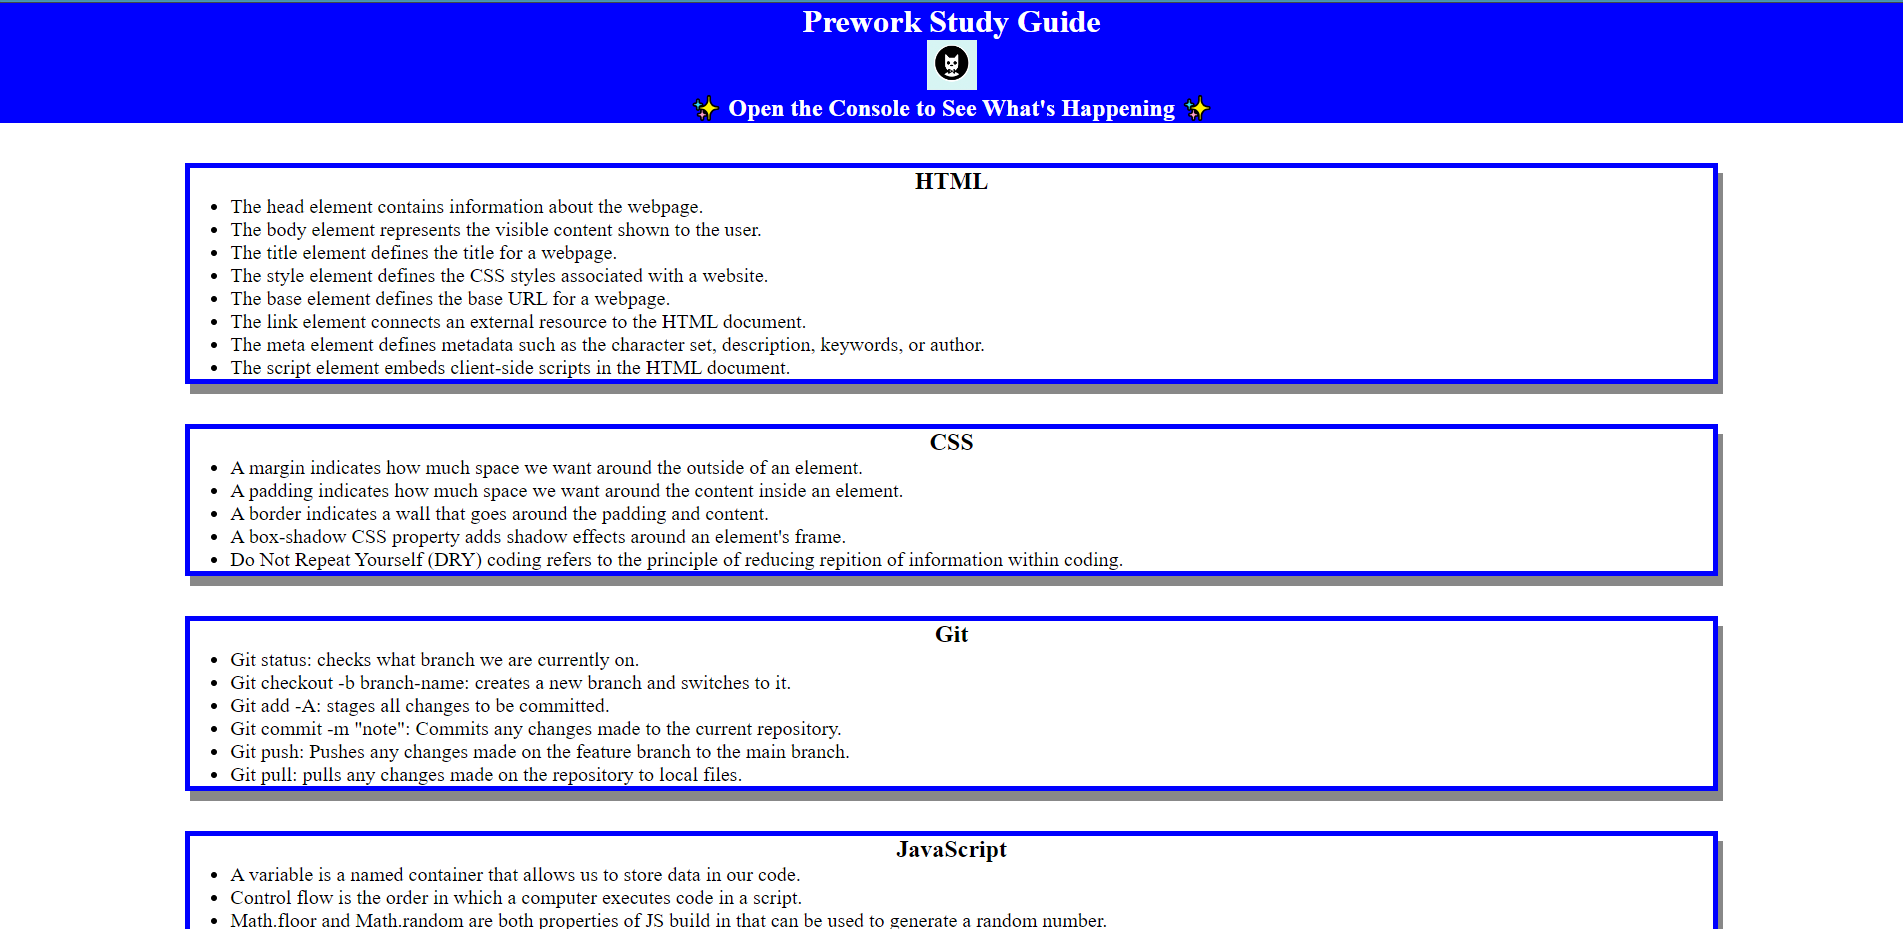 Prework Study Guide
✨ Open the Console to See What's Happening ✨
HTML
• The head element contains information about the webpage.
• The body element represents the visible content shown to the user.
• The title element defines the title for a webpage.
• The style element defines the CSS styles associated with a website.
• The base element defines the base URL for a webpage.
• The link element connects an external resource to the HTML document.
• The meta element defines metadata such as the character set, description, keywords, or author.
• The script element embeds client-side scripts in the HTML document.
CSS
• A margin indicates how much space we want around the outside of an element.
• A padding indicates how much space we want around the content inside an element.
• A border indicates a wall that goes around the padding and content.
• A box-shadow CSS property adds shadow effects around an element's frame.
• Do Not Repeat Yourself (DRY) coding refers to the principle of reducing repition of information within coding.
Git
• Git status: checks what branch we are currently on.
• Git checkout -b branch-name: creates a new branch and switches to it.
• Git add -A: stages all changes to be committed.
• Git commit -m "note": Commits any changes made to the current repository.
• Git push: Pushes any changes made on the feature branch to the main branch.
• Git pull: pulls any changes made on the repository to local files.
JavaScript
• A variable is a named container that allows us to store data in our code.
• Control flow is the order in which a computer executes code in a script.
• Math.floor and Math.random are both properties of JS build in that can be used to generate a random number.